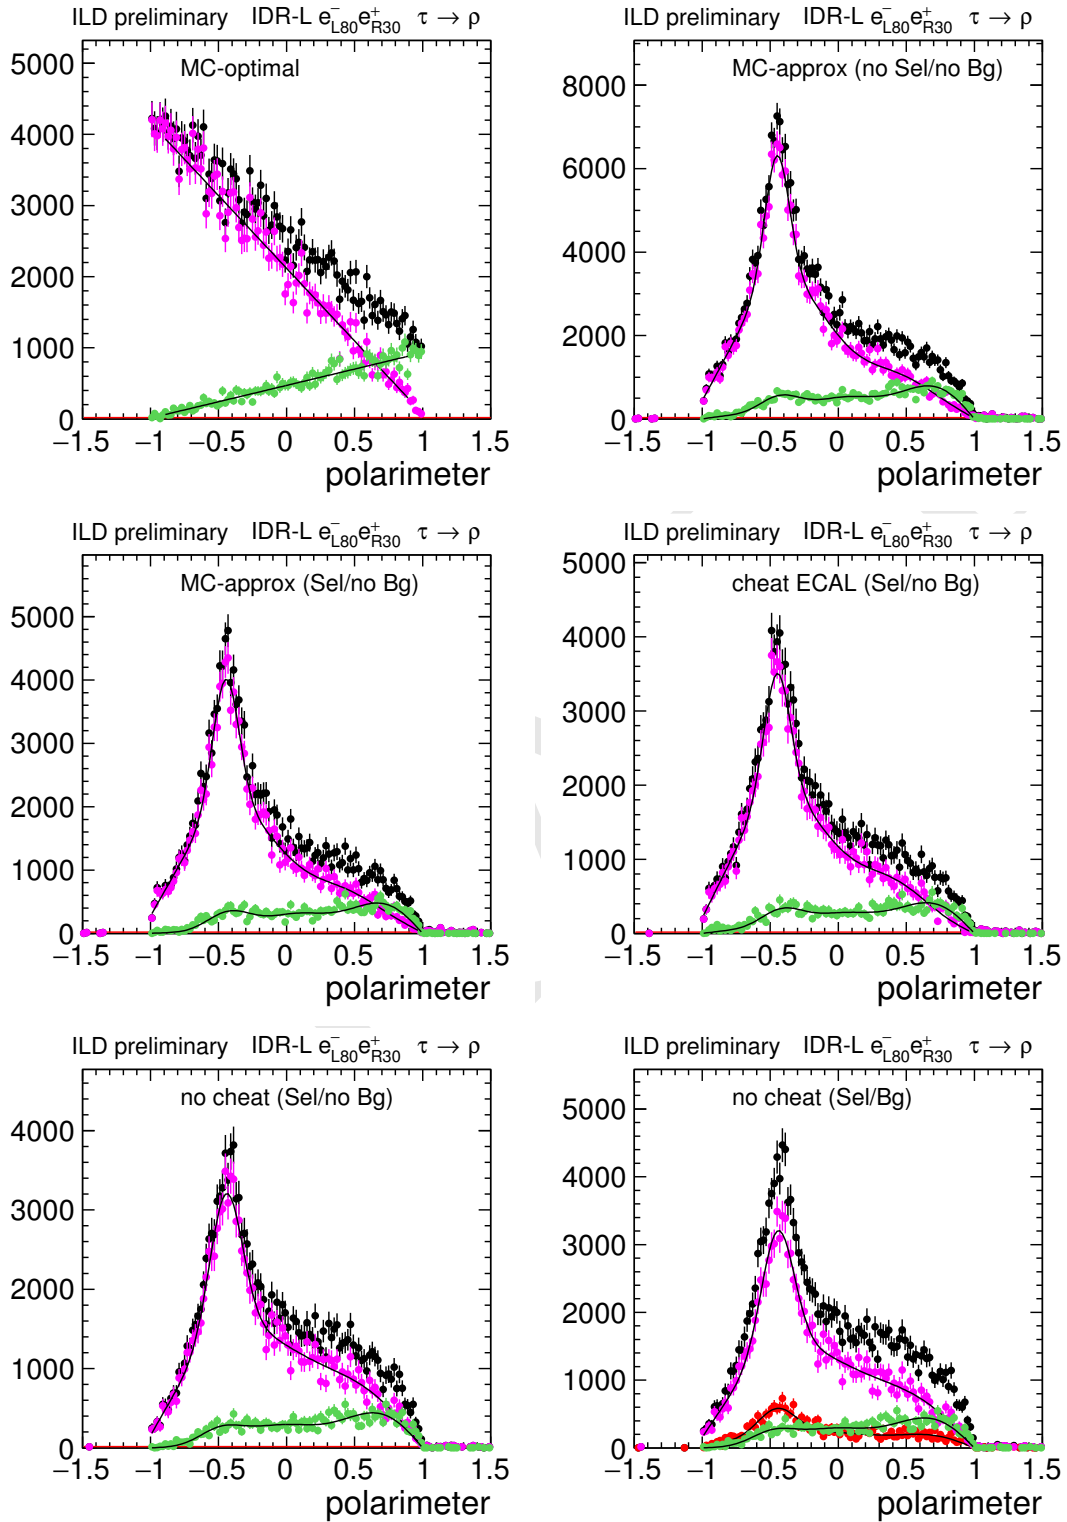 ILD preliminary IDR-L e⁻L80e⁺R30 τ → ρ
MC-optimal
5000
4000
3000
2000
1000
0
−1.5 −1 −0.5 0 0.5 1 1.5
polarimeter
ILD preliminary IDR-L e⁻L80e⁺R30 τ → ρ
MC-approx (no Sel/no Bg)
8000
6000
4000
2000
0
−1.5 −1 −0.5 0 0.5 1 1.5
polarimeter
ILD preliminary IDR-L e⁻L80e⁺R30 τ → ρ
MC-approx (Sel/no Bg)
5000
4000
3000
2000
1000
0
−1.5 −1 −0.5 0 0.5 1 1.5
polarimeter
ILD preliminary IDR-L e⁻L80e⁺R30 τ → ρ
cheat ECAL (Sel/no Bg)
5000
4000
3000
2000
1000
0
−1.5 −1 −0.5 0 0.5 1 1.5
polarimeter
ILD preliminary IDR-L e⁻L80e⁺R30 τ → ρ
no cheat (Sel/no Bg)
4000
3000
2000
1000
0
−1.5 −1 −0.5 0 0.5 1 1.5
polarimeter
ILD preliminary IDR-L e⁻L80e⁺R30 τ → ρ
no cheat (Sel/Bg)
5000
4000
3000
2000
1000
0
−1.5 −1 −0.5 0 0.5 1 1.5
polarimeter